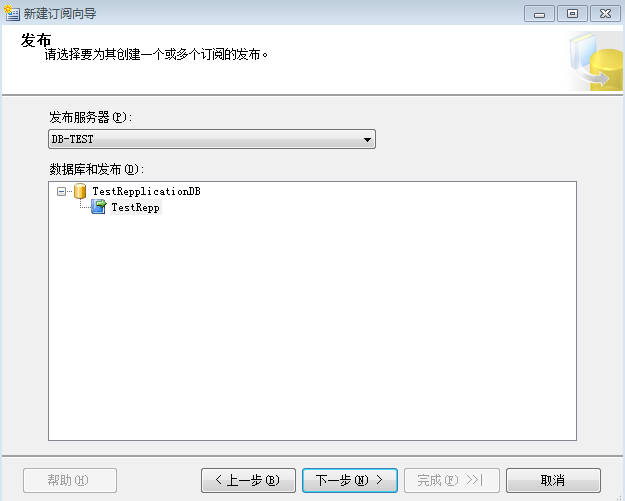 新建订阅向导
发布
请选择要为其创建一个或多个订阅的发布。
发布服务器(P):
DB-TEST
数据库和发布(D):
TestRepplicationDB
TestRepp
帮助(H)
< 上一步(B)
下一步(N) >
完成(F) >>|
取消